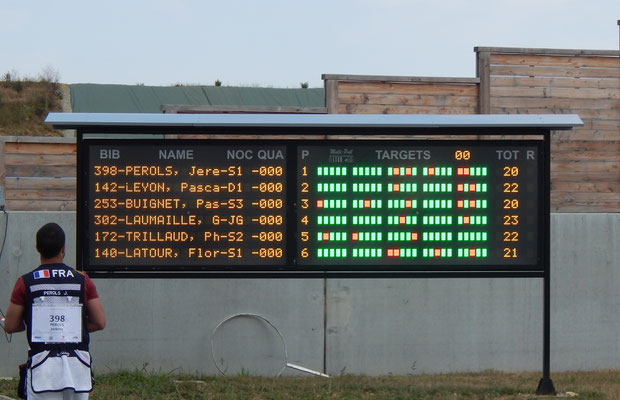 BIB NAME NOC QUA P TARGETS 00 TOT R
398-PEROLS, Jere-S1 -000 1 20
142-LEYON, Pasca-D1 -000 2 22
253-BUIGNET, Pas-S3 -000 3 20
302-LAUMAILLE, G-JG -000 4 23
172-TRILLAUD, Ph-S2 -000 5 22
140-LATOUR, Flor-S1 -000 6 21
FRA
PEROLS J.
398
PEROLS